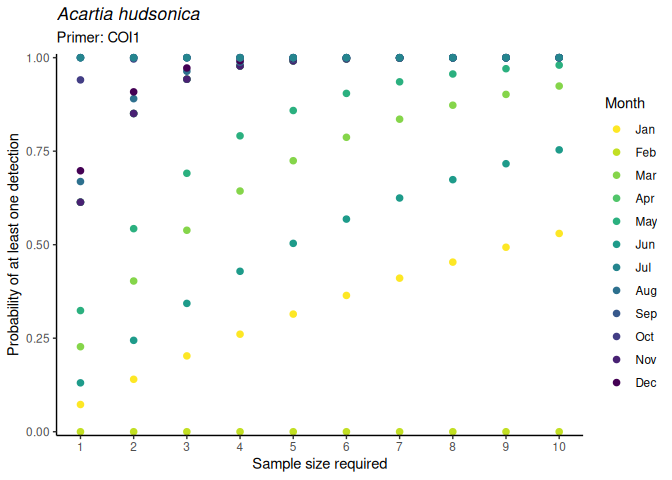 Acartia hudsonica
Primer: COI1
Probability of at least one detection
1.00
0.75
0.50
0.25
0.00
1 2 3 4 5 6 7 8 9 10
Sample size required
Month
Jan
Feb
Mar
Apr
May
Jun
Jul
Aug
Sep
Oct
Nov
Dec